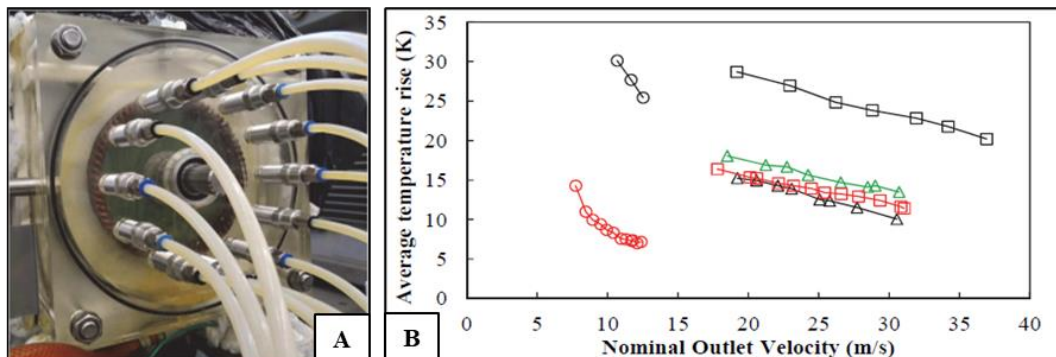 A
B
Average temperature rise (K)
35
30
25
20
15
10
5
0
0 5 10 15 20 25 30 35 40
Nominal Outlet Velocity (m/s)